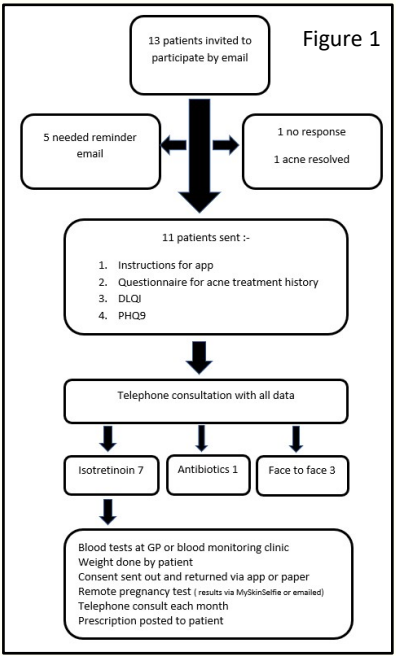 Figure 1
13 patients invited to
participate by email
5 needed reminder
email
1 no response
1 acne resolved
11 patients sent :-
1. Instructions for app
2. Questionnaire for acne treatment history
3. DLQI
4. PHQ9
Telephone consultation with all data
Isotretinoin 7
Antibiotics 1
Face to face 3
Blood tests at GP or blood monitoring clinic
Weight done by patient
Consent sent out and returned via app or paper
Remote pregnancy test ( results via MySkinSelfie or emailed)
Telephone consult each month
Prescription posted to patient